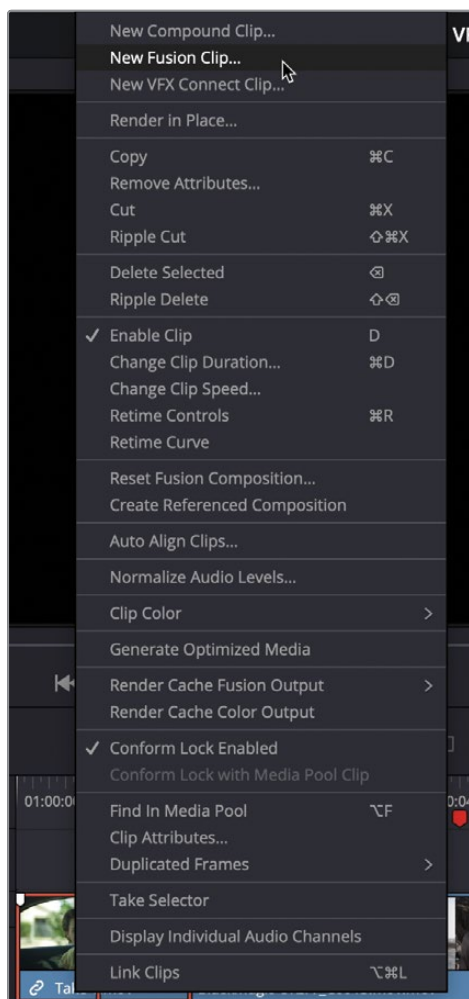 New Compound Clip...
VF
New Fusion Clip...
New VFX Connect Clip...
Render in Place...
Copy ⌘C
Remove Attributes...
Cut ⌘X
Ripple Cut ⇧⌘X
Delete Selected ⌫
Ripple Delete ⇧⌫
✓ Enable Clip D
Change Clip Duration... ⌘D
Change Clip Speed...
Retime Controls ⌘R
Retime Curve
Reset Fusion Composition...
Create Referenced Composition
Auto Align Clips...
Normalize Audio Levels...
Clip Color >
Generate Optimized Media
Render Cache Fusion Output >
Render Cache Color Output
✓ Conform Lock Enabled
Conform Lock with Media Pool Clip
01:00:0
0:04
Find In Media Pool ⌥F
Clip Attributes...
Duplicated Frames >
Take Selector
Display Individual Audio Channels
Link Clips ⌥⌘L